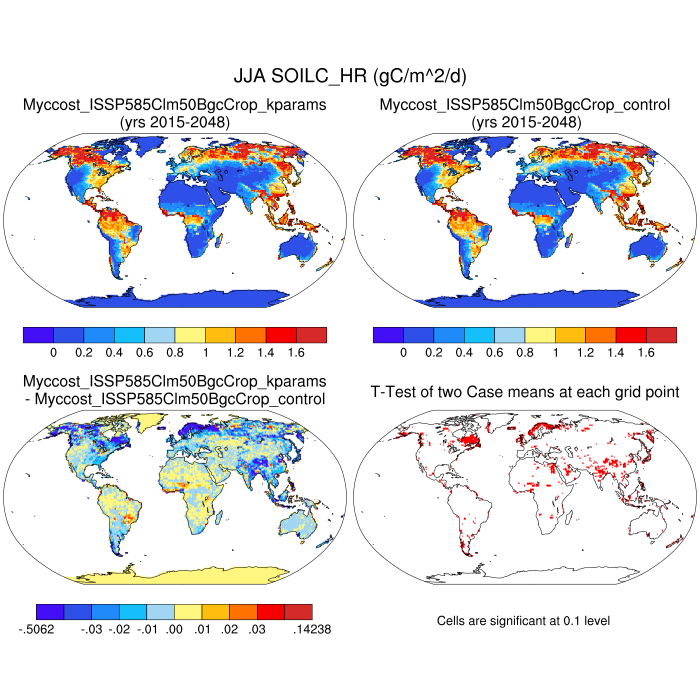 JJA SOILC_HR (gC/m^2/d)
Myccost_ISSP585Clm50BgcCrop_kparams
(yrs 2015-2048)
Myccost_ISSP585Clm50BgcCrop_control
(yrs 2015-2048)
0 0.2 0.4 0.6 0.8 1 1.2 1.4 1.6
0 0.2 0.4 0.6 0.8 1 1.2 1.4 1.6
Myccost_ISSP585Clm50BgcCrop_kparams
- Myccost_ISSP585Clm50BgcCrop_control
T-Test of two Case means at each grid point
-.5062 -.03 -.02 -.01 .00 .01 .02 .03 .14238
Cells are significant at 0.1 level